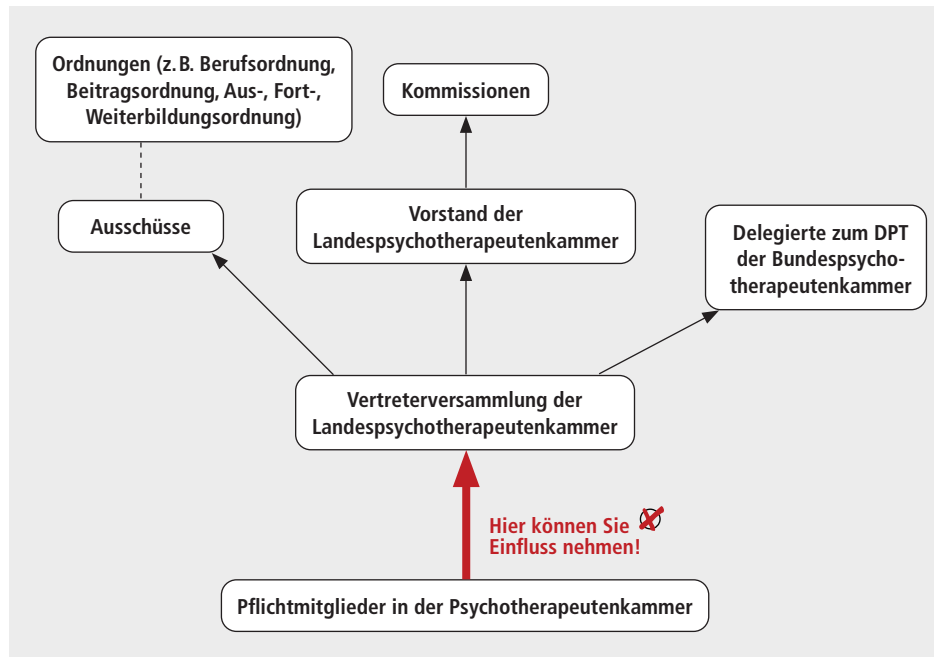 Ordnungen (z. B. Berufsordnung,
Beitragsordnung, Aus-, Fort-,
Weiterbildungsordnung)
Kommissionen
Ausschüsse
Vorstand der
Landespsychotherapeutenkammer
Delegierte zum DPT
der Bundespsycho-
therapeutenkammer
Vertreterversammlung der
Landespsychotherapeutenkammer
Hier können Sie
Einfluss nehmen!
Pflichtmitglieder in der Psychotherapeutenkammer